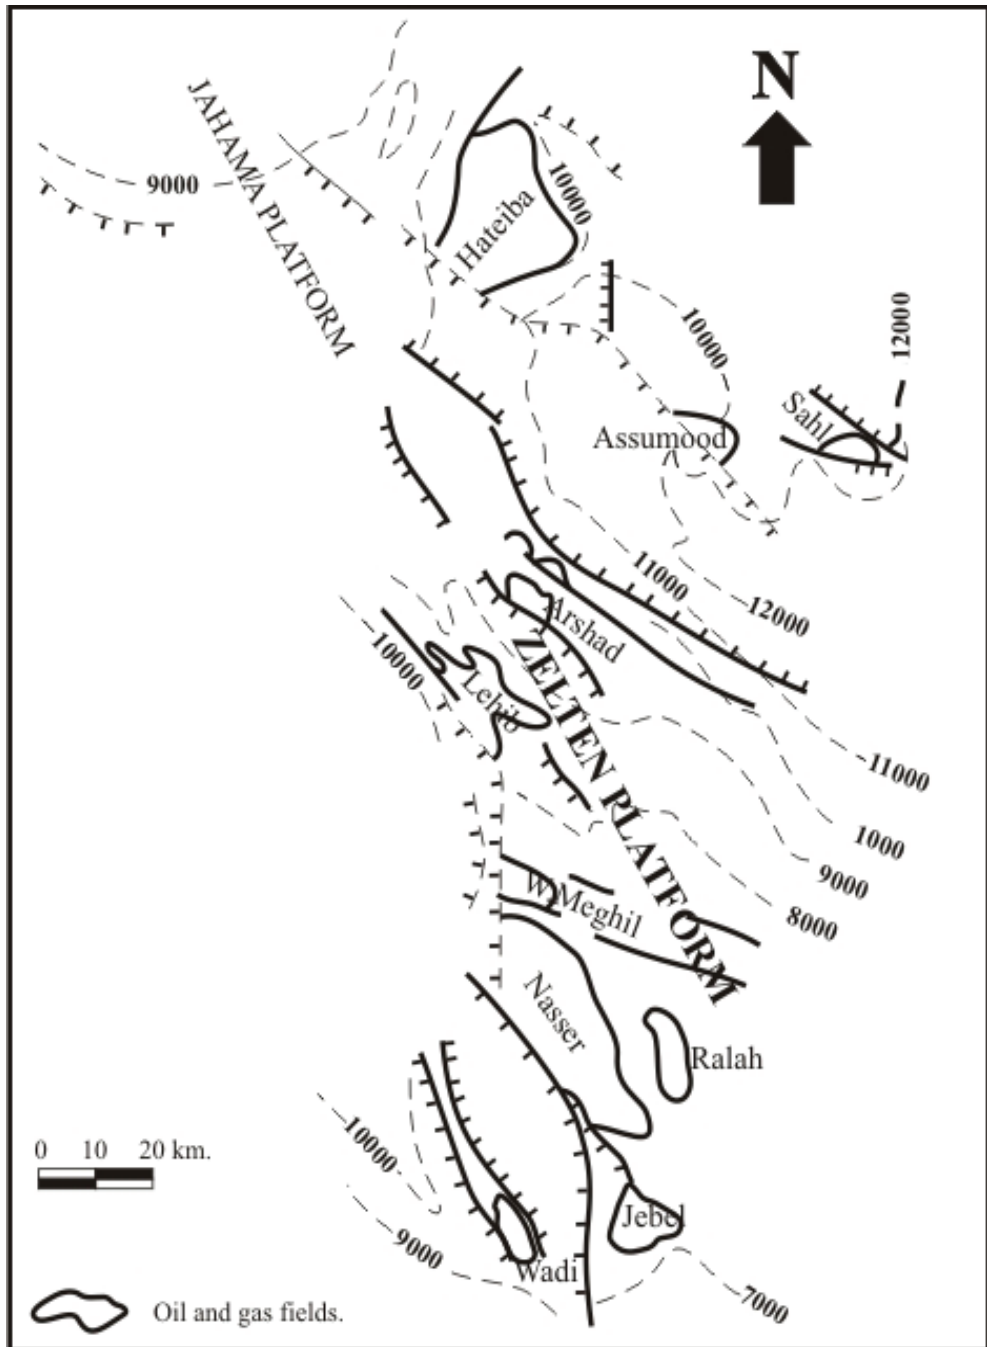 N
JAHAMA PLATFORM
9000
10000
Hateiba
10000
12000
Sahl
Assumood
11000
12000
Arshad
10000
Lehib
ZELTEN PLATFORM
11000
1000
9000
8000
W.Meghil
Nasser
Ralah
10000
0 10 20 km.
Jebel
9000
Wadi
7000
Oil and gas fields.